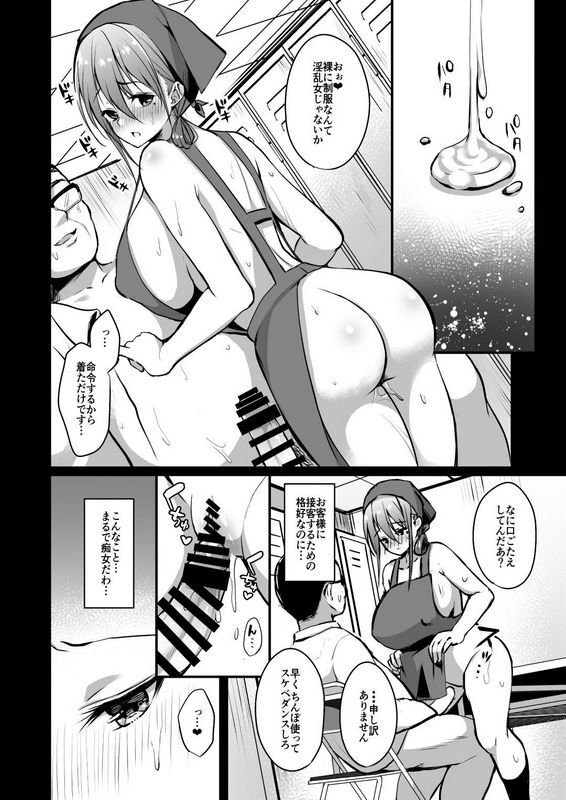 パタ
パタ
おぉ❤
裸に制服なんて
淫乱女じゃないか
っ…
命令するから
着ただけです…
なに口ごたえ
してんだあ?
お客様に
接客するための
格好なのに…
…申し訳
ありません
早くちんぽ使って
スケベダンスしろ
こんなこと…
まるで痴女だわ…
ん…
っ…❤